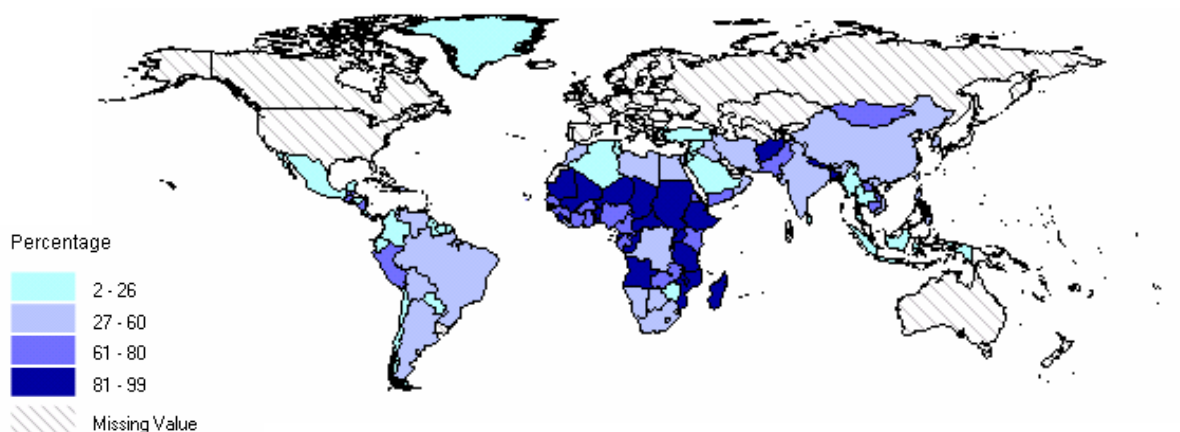 Percentage
2 - 26
27 - 60
61 - 80
81 - 99
Missing Value